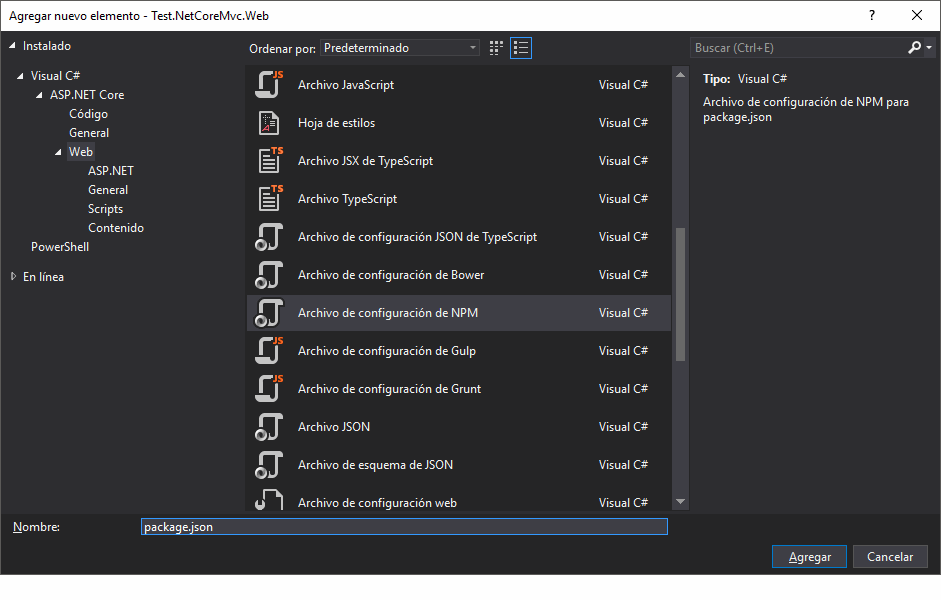 Agregar nuevo elemento - Test.NetCoreMvc.Web
?
Instalado
Visual C#
ASP.NET Core
Código
General
Web
ASP.NET
General
Scripts
Contenido
PowerShell
En línea
Ordenar por: Predeterminado
JS Archivo JavaScript Visual C#
Hoja de estilos Visual C#
TS Archivo JSX de TypeScript Visual C#
TS Archivo TypeScript Visual C#
Archivo de configuración JSON de TypeScript Visual C#
Archivo de configuración de Bower Visual C#
Archivo de configuración de NPM Visual C#
JS Archivo de configuración de Gulp Visual C#
JS Archivo de configuración de Grunt Visual C#
Archivo JSON Visual C#
Archivo de esquema de JSON Visual C#
Archivo de configuración web Visual C#
Buscar (Ctrl+E)
Tipo: Visual C#
Archivo de configuración de NPM para
package.json
Nombre: package.json
Agregar Cancelar